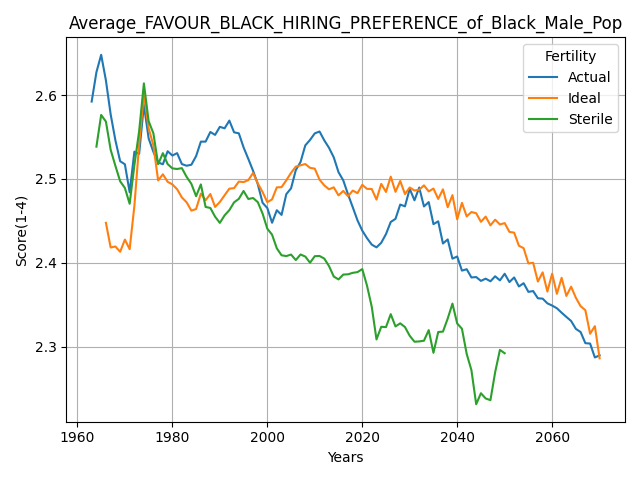 Average_FAVOUR_BLACK_HIRING_PREFERENCE_of_Black_Male_Pop
Fertility
Actual
Ideal
Sterile
Score(1-4)
2.6
2.5
2.4
2.3
1960 1980 2000 2020 2040 2060
Years